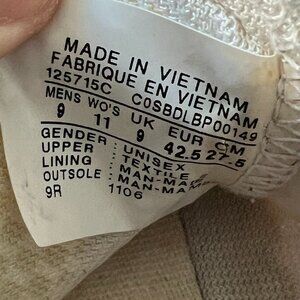 MADE IN VIETNAM
FABRIQUE EN VIETNAM
125715C C0SBDLBP00149
MENS WO'S UK EUR CM
9 11 9 42.5 27.5
GENDER : UNISEX
UPPER : TEXTILE
LINING : MAN-MADE
OUTSOLE : MAN-MADE
9R 1106